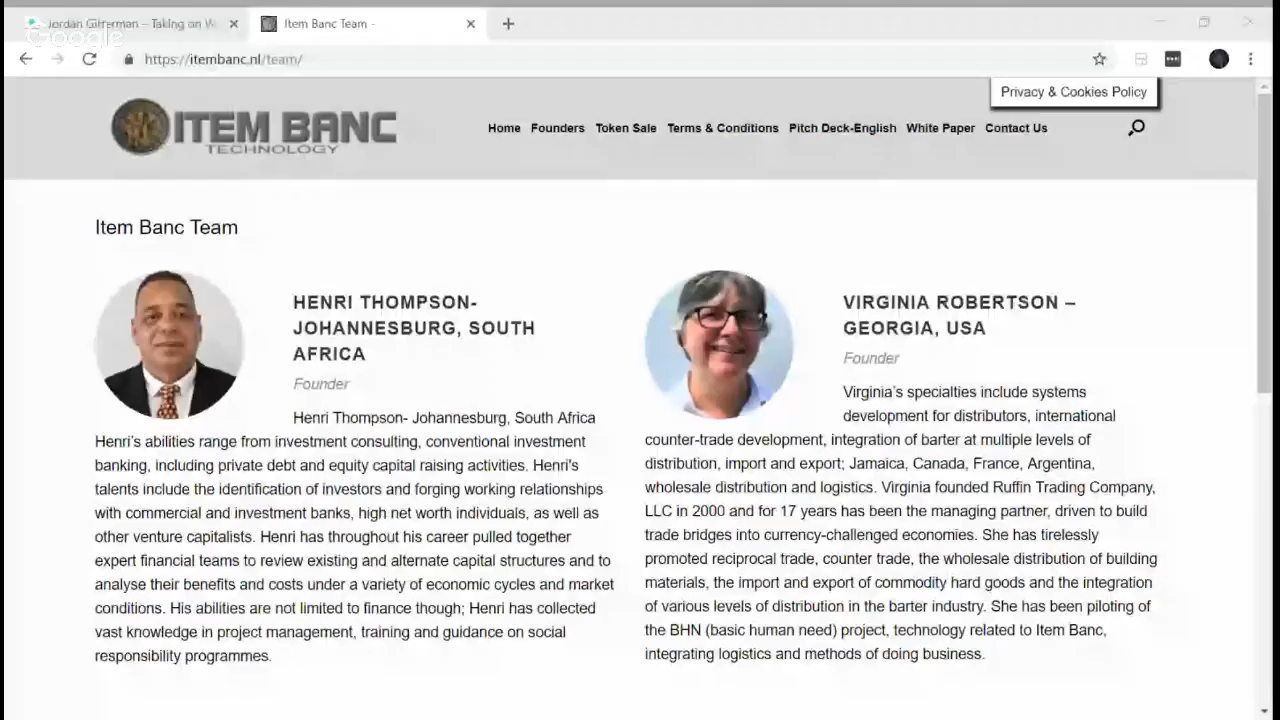 Jordan Gitterman – Taking on W
Item Banc Team -
Google
https://itembanc.nl/team/
Privacy & Cookies Policy
ITEM BANC
TECHNOLOGY
Home Founders Token Sale Terms & Conditions Pitch Deck-English White Paper Contact Us
Item Banc Team
HENRI THOMPSON-
JOHANNESBURG, SOUTH
AFRICA
Founder
Henri Thompson- Johannesburg, South Africa
Henri's abilities range from investment consulting, conventional investment
banking, including private debt and equity capital raising activities. Henri's
talents include the identification of investors and forging working relationships
with commercial and investment banks, high net worth individuals, as well as
other venture capitalists. Henri has throughout his career pulled together
expert financial teams to review existing and alternate capital structures and to
analyse their benefits and costs under a variety of economic cycles and market
conditions. His abilities are not limited to finance though; Henri has collected
vast knowledge in project management, training and guidance on social
responsibility programmes.
VIRGINIA ROBERTSON –
GEORGIA, USA
Founder
Virginia's specialties include systems
development for distributors, international
counter-trade development, integration of barter at multiple levels of
distribution, import and export; Jamaica, Canada, France, Argentina,
wholesale distribution and logistics. Virginia founded Ruffin Trading Company,
LLC in 2000 and for 17 years has been the managing partner, driven to build
trade bridges into currency-challenged economies. She has tirelessly
promoted reciprocal trade, counter trade, the wholesale distribution of building
materials, the import and export of commodity hard goods and the integration
of various levels of distribution in the barter industry. She has been piloting of
the BHN (basic human need) project, technology related to Item Banc,
integrating logistics and methods of doing business.